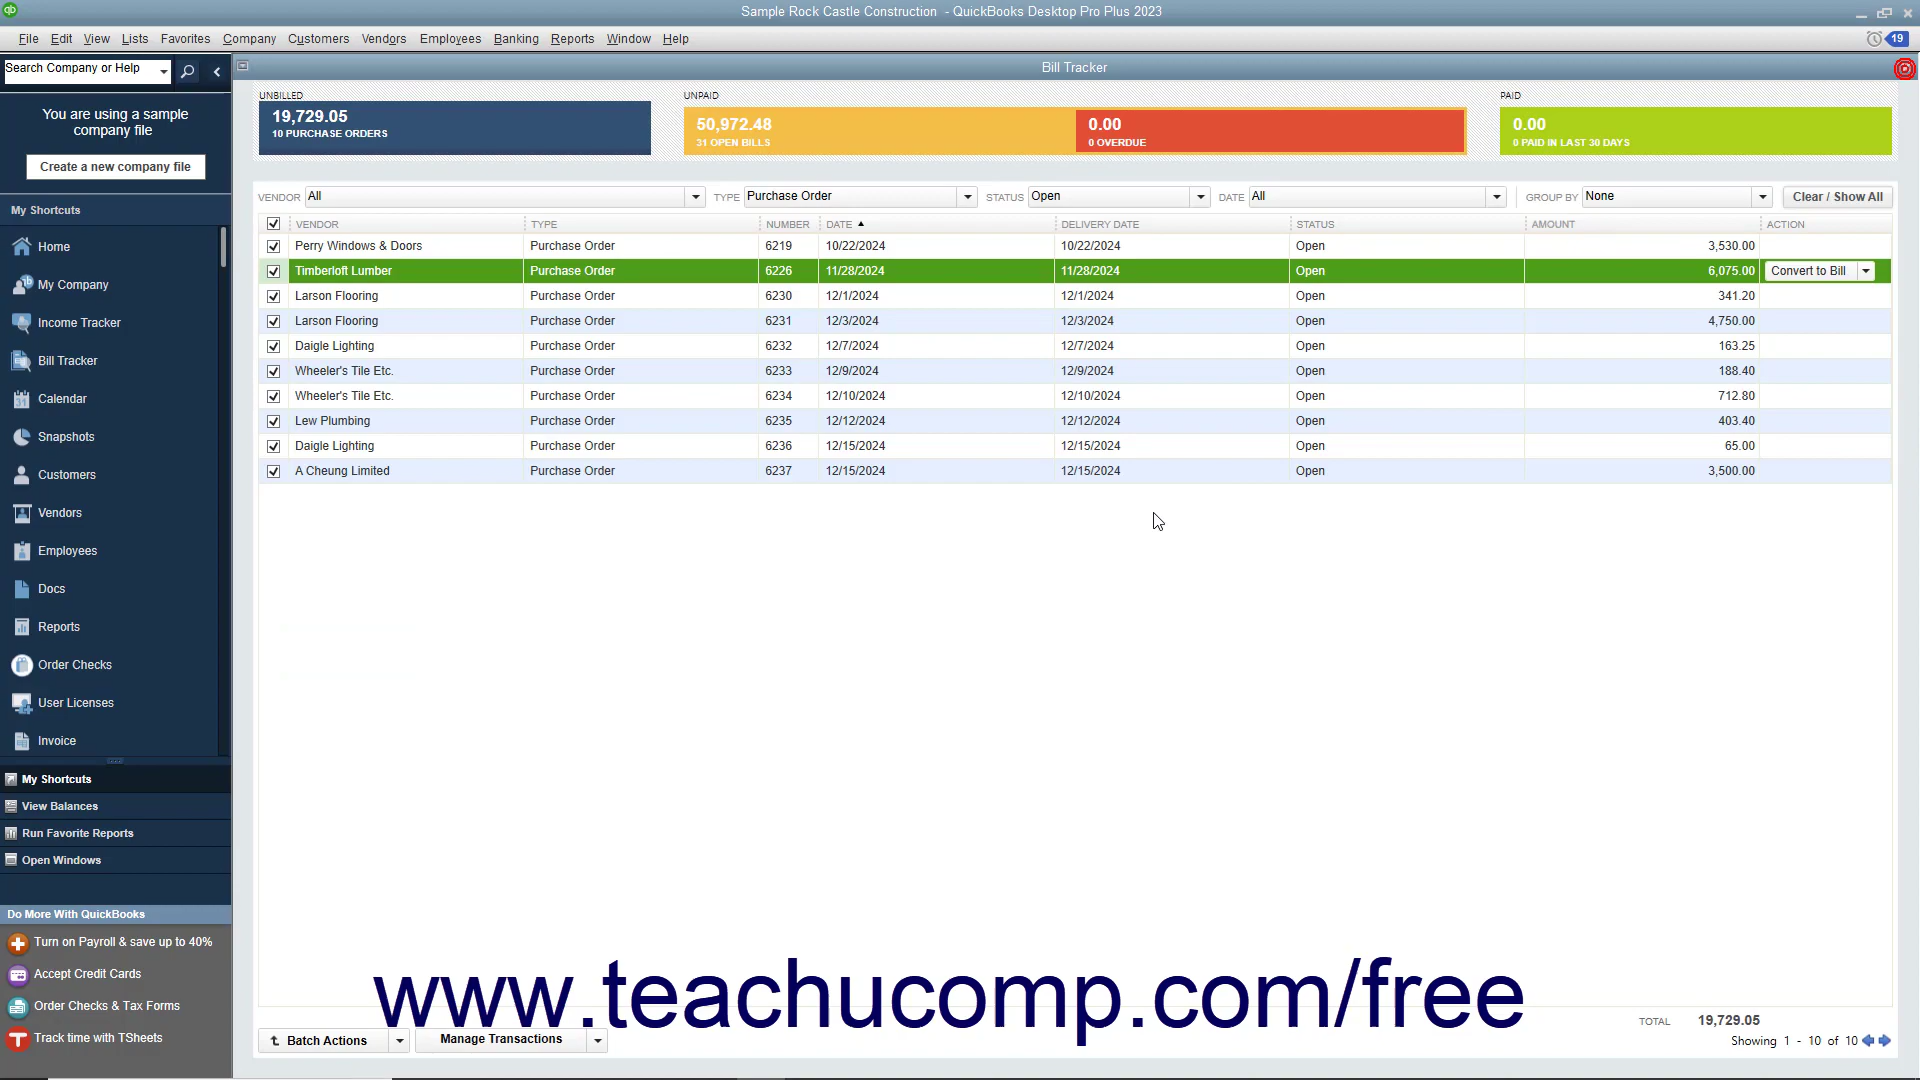 Sample Rock Castle Construction - QuickBooks Desktop Pro Plus 2023
File Edit View Lists Favorites Company Customers Vendors Employees Banking Reports Window Help
19
Search Company or Help
Bill Tracker
You are using a sample
company file
Create a new company file
My Shortcuts
Home
My Company
Income Tracker
Bill Tracker
Calendar
Snapshots
Customers
Vendors
Employees
Docs
Reports
Order Checks
User Licenses
Invoice
My Shortcuts
View Balances
Run Favorite Reports
Open Windows
Do More With QuickBooks
Turn on Payroll & save up to 40%
Accept Credit Cards
Order Checks & Tax Forms
Track time with TSheets
UNBILLED UNPAID PAID
19,729.05 50,972.48 0.00 0.00
10 PURCHASE ORDERS 31 OPEN BILLS 0 OVERDUE 0 PAID IN LAST 30 DAYS
VENDOR All TYPE Purchase Order STATUS Open DATE All GROUP BY None Clear / Show All
VENDOR TYPE NUMBER DATE DELIVERY DATE STATUS AMOUNT ACTION
Perry Windows & Doors Purchase Order 6219 10/22/2024 10/22/2024 Open 3,530.00
Timberloft Lumber Purchase Order 6226 11/28/2024 11/28/2024 Open 6,075.00 Convert to Bill
Larson Flooring Purchase Order 6230 12/1/2024 12/1/2024 Open 341.20
Larson Flooring Purchase Order 6231 12/3/2024 12/3/2024 Open 4,750.00
Daigle Lighting Purchase Order 6232 12/7/2024 12/7/2024 Open 163.25
Wheeler's Tile Etc. Purchase Order 6233 12/9/2024 12/9/2024 Open 188.40
Wheeler's Tile Etc. Purchase Order 6234 12/10/2024 12/10/2024 Open 712.80
Lew Plumbing Purchase Order 6235 12/12/2024 12/12/2024 Open 403.40
Daigle Lighting Purchase Order 6236 12/15/2024 12/15/2024 Open 65.00
A Cheung Limited Purchase Order 6237 12/15/2024 12/15/2024 Open 3,500.00
www.teachucomp.com/free
TOTAL 19,729.05
Batch Actions Manage Transactions
Showing 1 - 10 of 10